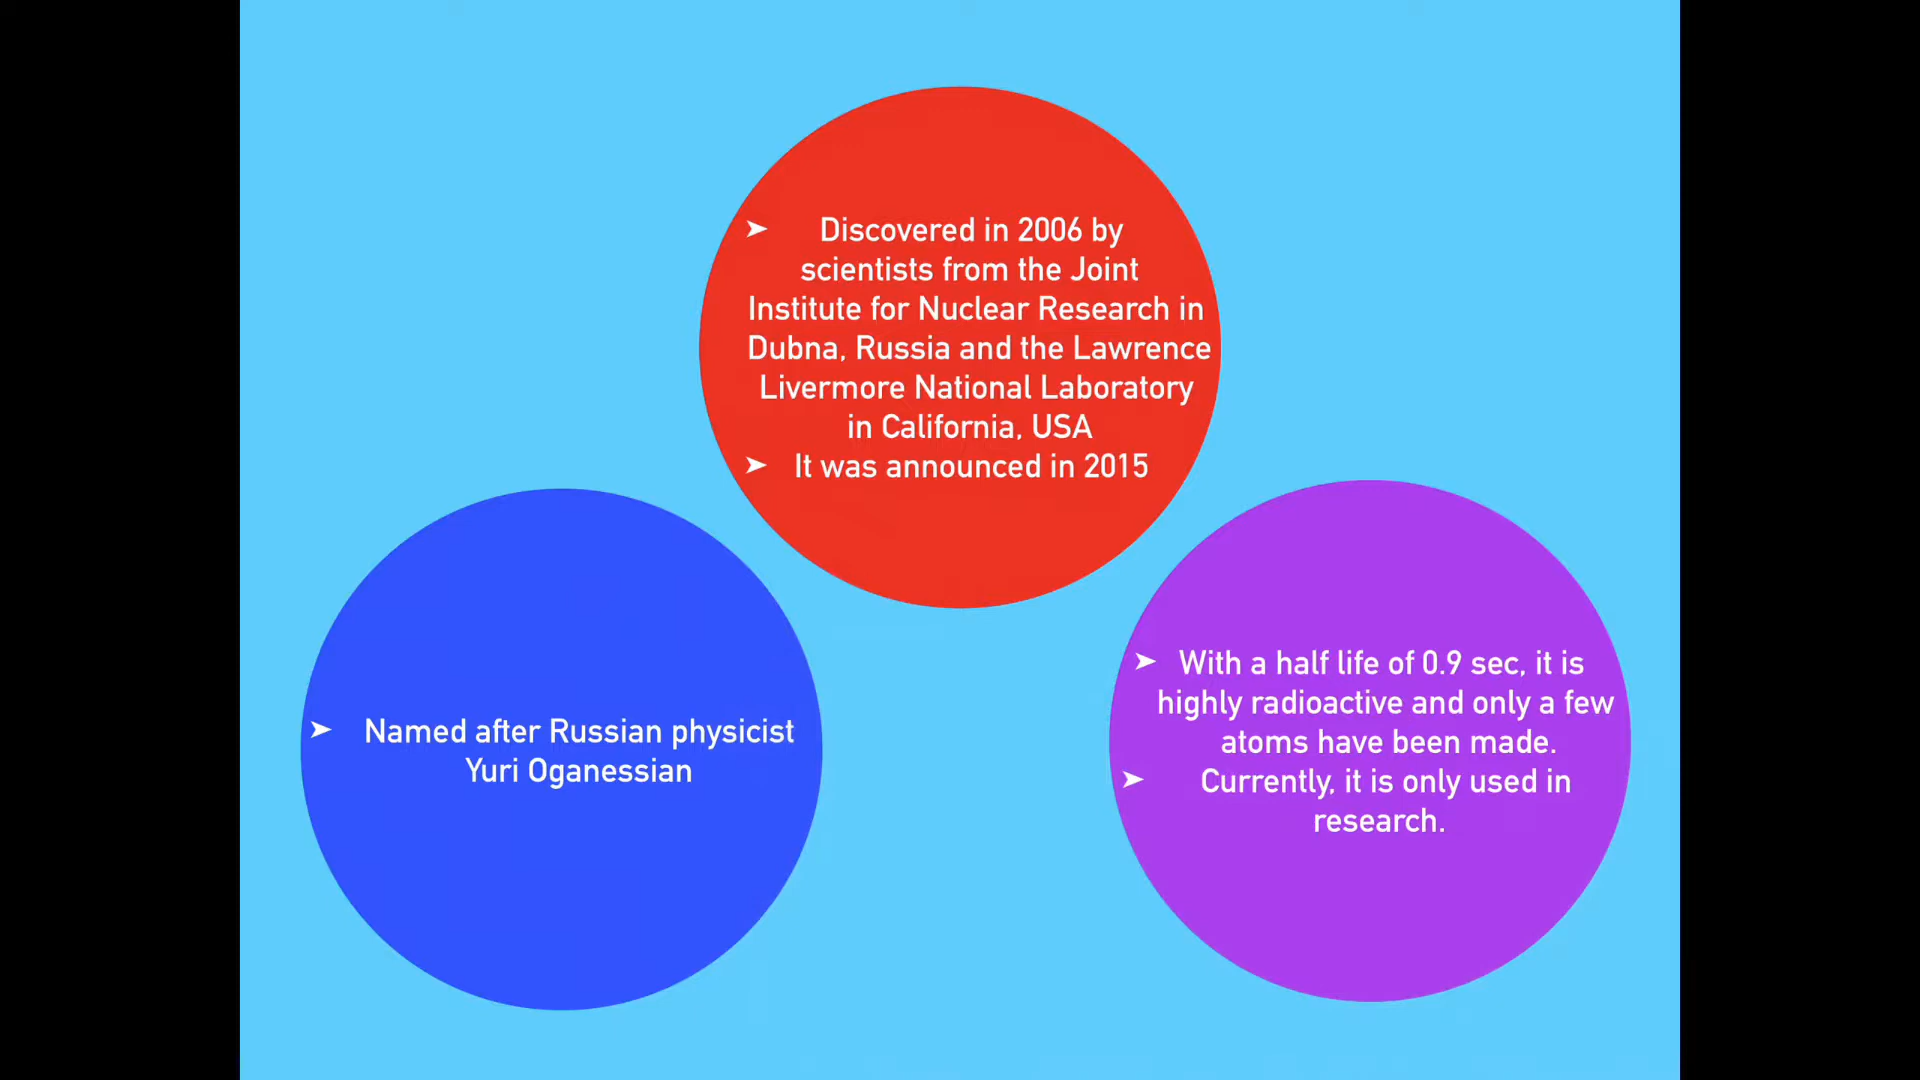 ➤ Discovered in 2006 by
scientists from the Joint
Institute for Nuclear Research in
Dubna, Russia and the Lawrence
Livermore National Laboratory
in California, USA
➤ It was announced in 2015
➤ Named after Russian physicist
Yuri Oganessian
➤ With a half life of 0.9 sec, it is
highly radioactive and only a few
atoms have been made.
➤ Currently, it is only used in
research.